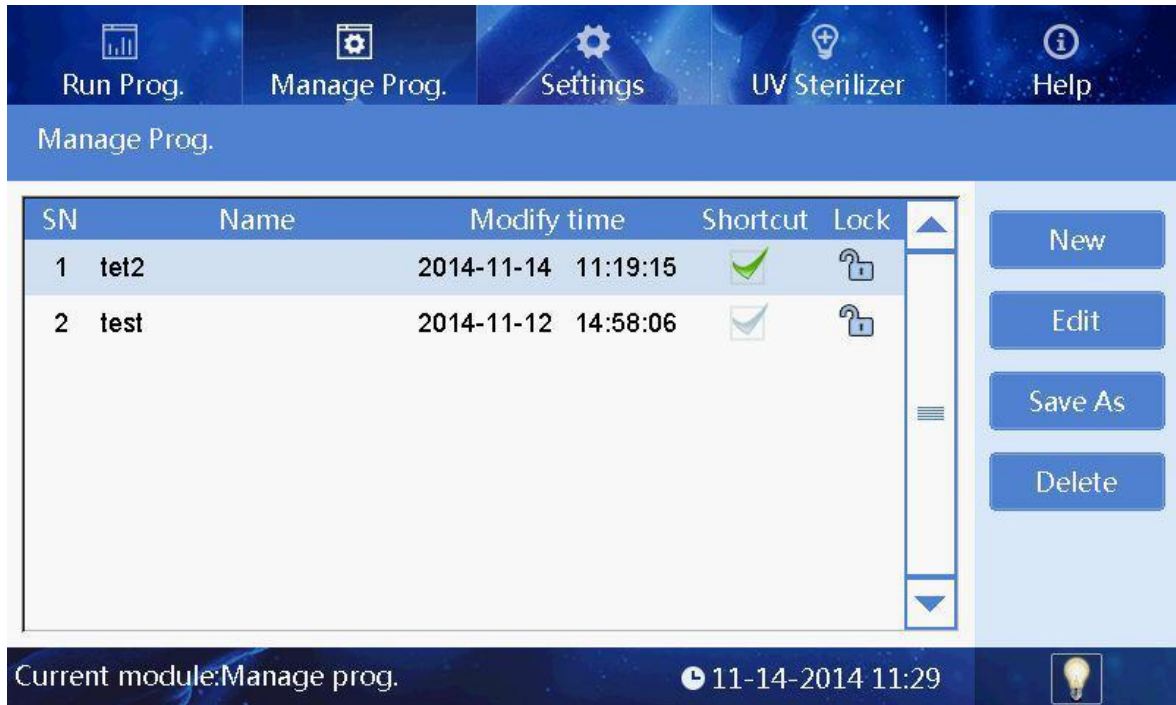 Run Prog. Manage Prog. Settings UV Sterilizer Help
Manage Prog.
SN Name Modify time Shortcut Lock
1 tet2 2014-11-14 11:19:15
2 test 2014-11-12 14:58:06
New
Edit
Save As
Delete
Current module:Manage prog. 11-14-2014 11:29